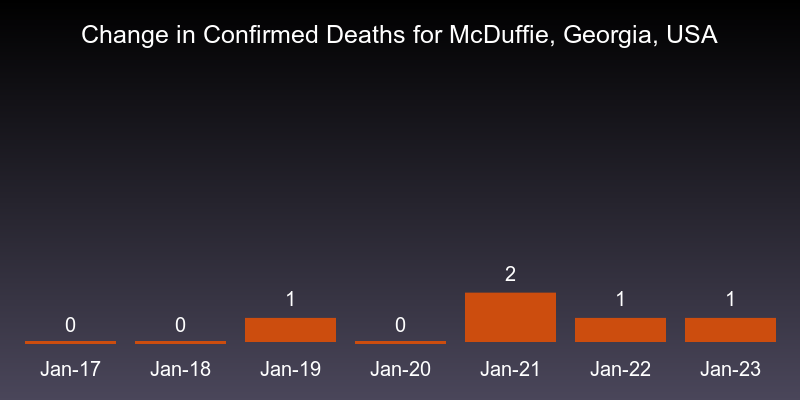 Change in Confirmed Deaths for McDuffie, Georgia, USA
2
1 1 1
0 0 0
Jan-17 Jan-18 Jan-19 Jan-20 Jan-21 Jan-22 Jan-23